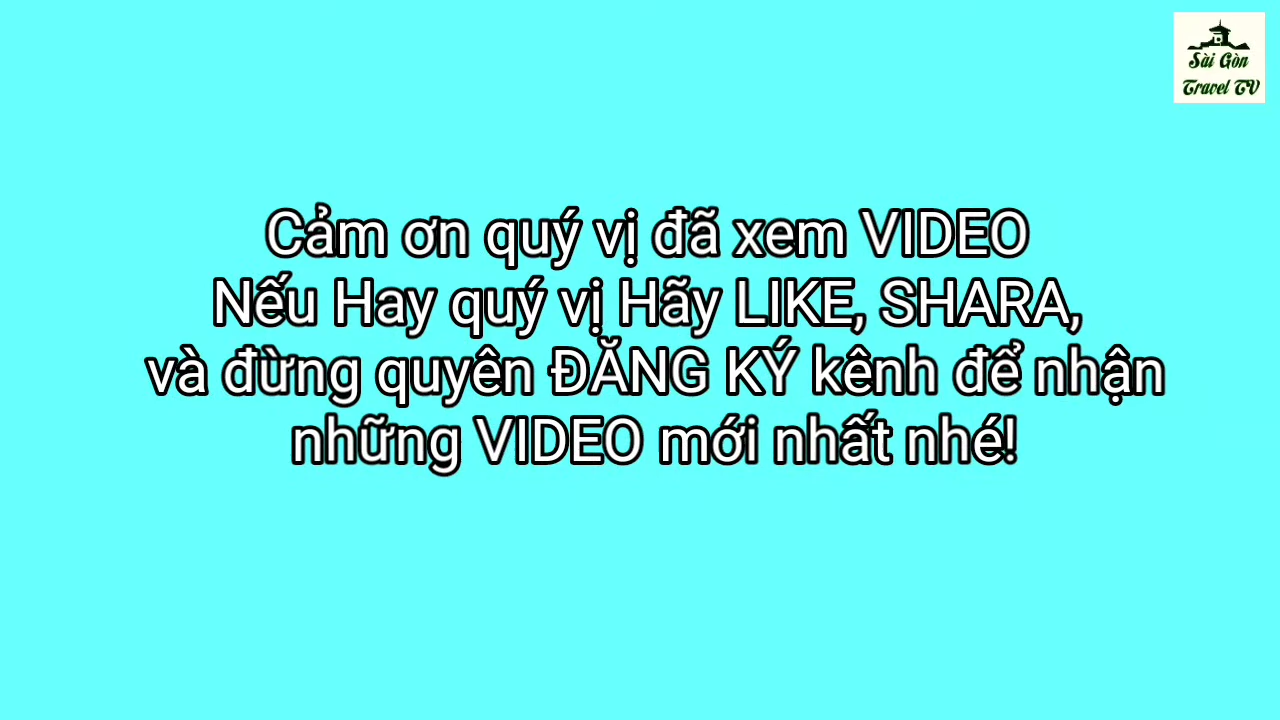 Sài Gòn
Travel TV
Cảm ơn quý vị đã xem VIDEO
Nếu Hay quý vị Hãy LIKE, SHARA,
và đừng quyên ĐĂNG KÝ kênh để nhận
những VIDEO mới nhất nhé!